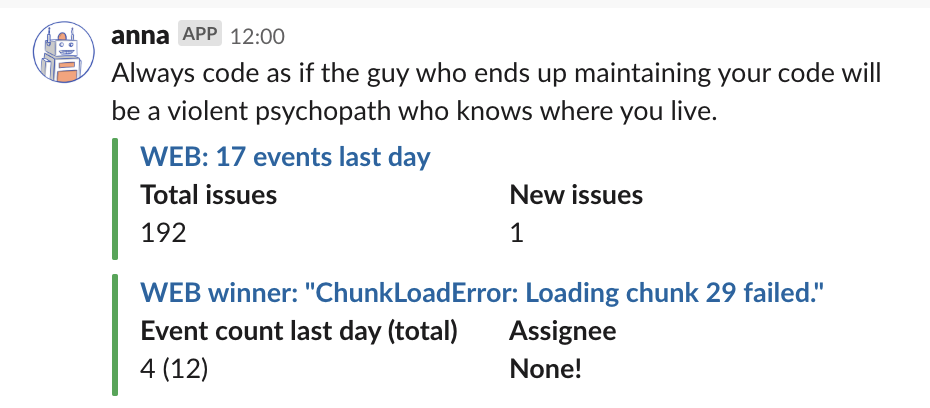 anna APP 12:00
Always code as if the guy who ends up maintaining your code will
be a violent psychopath who knows where you live.
WEB: 17 events last day
Total issues New issues
192 1
WEB winner: "ChunkLoadError: Loading chunk 29 failed."
Event count last day (total) Assignee
4 (12) None!